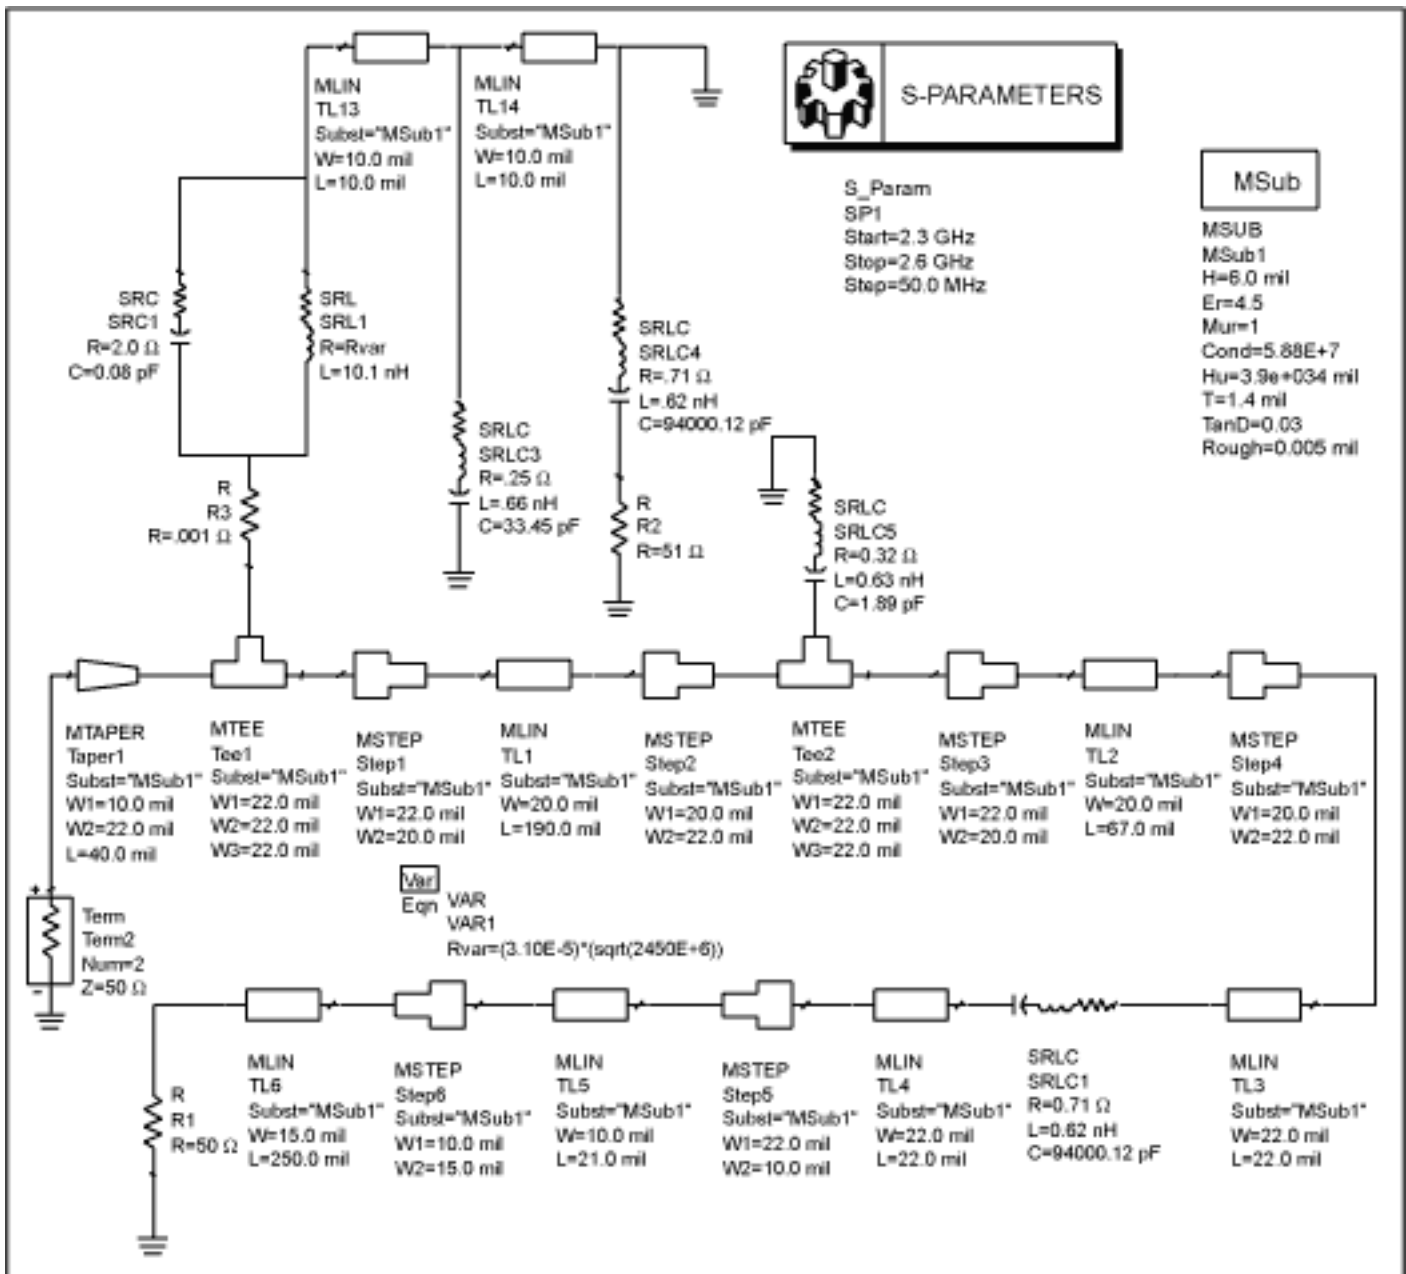 MLIN
TL13
Subst="MSub1"
W=10.0 mil
L=10.0 mil
MLIN
TL14
Subst="MSub1"
W=10.0 mil
L=10.0 mil
S-PARAMETERS
S_Param
SP1
Start=2.3 GHz
Stop=2.6 GHz
Step=50.0 MHz
MSub
MSUB
MSub1
H=6.0 mil
Er=4.5
Mur=1
Cond=5.88E+7
Hu=3.9e+034 mil
T=1.4 mil
TanD=0.03
Rough=0.005 mil
SRC
SRC1
R=2.0 Ω
C=0.08 pF
SRL
SRL1
R=Rvar
L=10.1 nH
SRLC
SRLC3
R=.25 Ω
L=.66 nH
C=33.45 pF
SRLC
SRLC4
R=.71 Ω
L=.62 nH
C=94000.12 pF
R
R3
R=.001 Ω
R
R2
R=51 Ω
SRLC
SRLC5
R=0.32 Ω
L=0.63 nH
C=1.89 pF
MTAPER
Taper1
Subst="MSub1"
W1=10.0 mil
W2=22.0 mil
L=40.0 mil
MTEE
Tee1
Subst="MSub1"
W1=22.0 mil
W2=22.0 mil
W3=22.0 mil
MSTEP
Step1
Subst="MSub1"
W1=22.0 mil
W2=20.0 mil
MLIN
TL1
Subst="MSub1"
W=20.0 mil
L=190.0 mil
MSTEP
Step2
Subst="MSub1"
W1=20.0 mil
W2=22.0 mil
MTEE
Tee2
Subst="MSub1"
W1=22.0 mil
W2=22.0 mil
W3=22.0 mil
MSTEP
Step3
Subst="MSub1"
W1=22.0 mil
W2=20.0 mil
MLIN
TL2
Subst="MSub1"
W=20.0 mil
L=67.0 mil
MSTEP
Step4
Subst="MSub1"
W1=20.0 mil
W2=22.0 mil
+
-
Term
Term2
Num=2
Z=50 Ω
Var
Eqn
VAR
VAR1
Rvar=(3.10E-5)*(sqrt(2450E+6))
R
R1
R=50 Ω
MLIN
TL6
Subst="MSub1"
W=15.0 mil
L=250.0 mil
MSTEP
Step6
Subst="MSub1"
W1=10.0 mil
W2=15.0 mil
MLIN
TL5
Subst="MSub1"
W=10.0 mil
L=21.0 mil
MSTEP
Step5
Subst="MSub1"
W1=22.0 mil
W2=10.0 mil
MLIN
TL4
Subst="MSub1"
W=22.0 mil
L=22.0 mil
SRLC
SRLC1
R=0.71 Ω
L=0.62 nH
C=94000.12 pF
MLIN
TL3
Subst="MSub1"
W=22.0 mil
L=22.0 mil